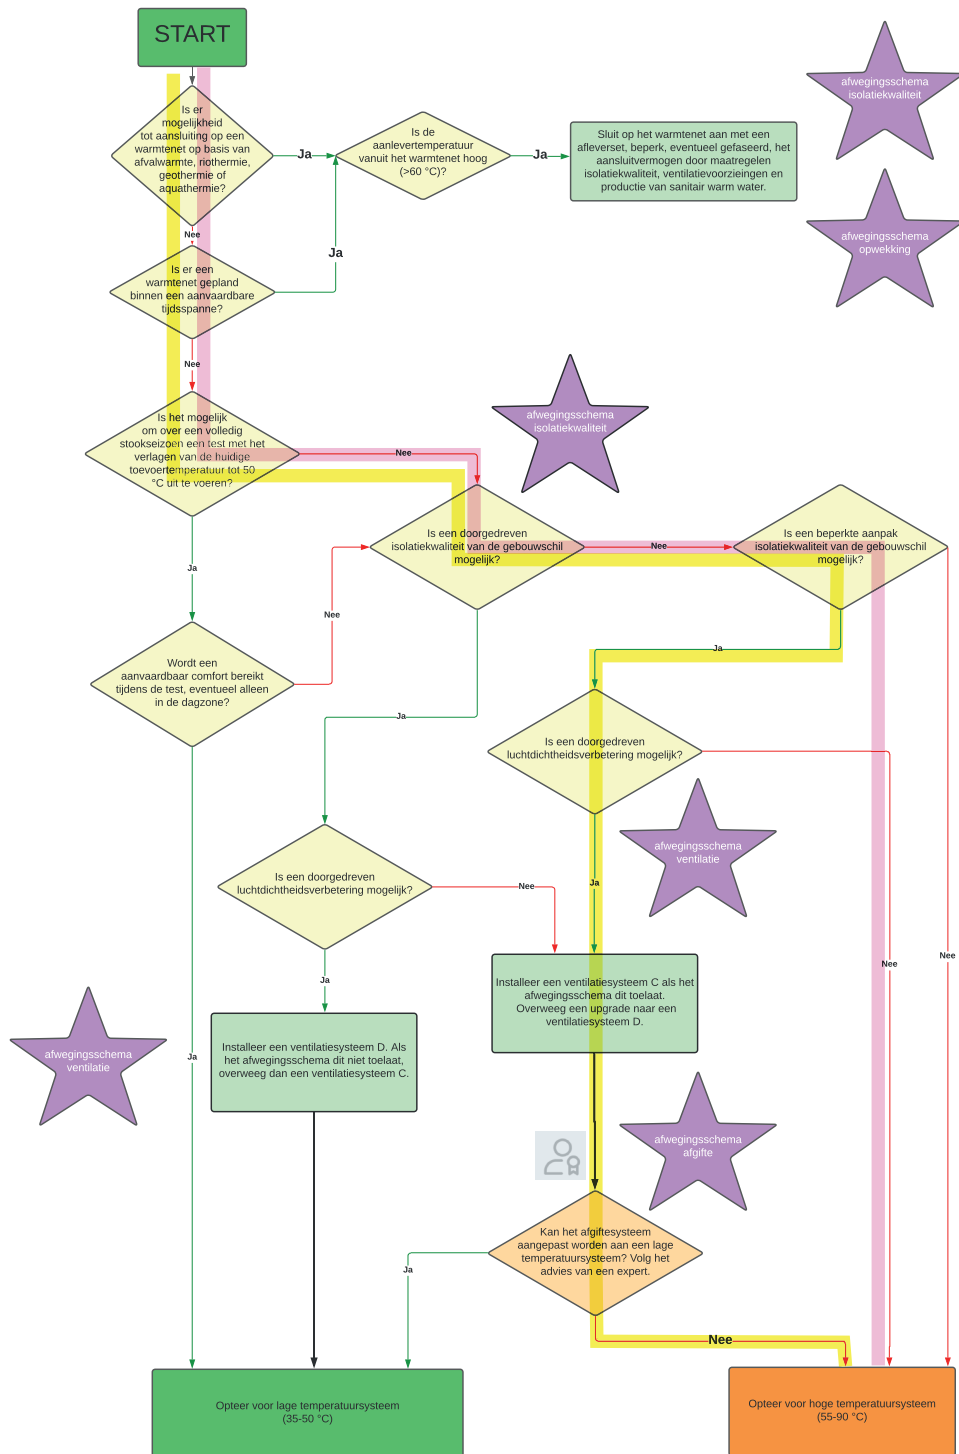 START
Is er
mogelijkheid
tot aansluiting op een
warmtenet op basis van
afvalwarmte, riothermie,
geothermie of
aquathermie?
Ja
Is de
aanlevertemperatuur
vanuit het warmtenet hoog
(>60 °C)?
Ja
Sluit op het warmtenet aan met een
afleverset, beperk, eventueel gefaseerd, het
aansluitvermogen door maatregelen
isolatiekwaliteit, ventilatievoorzieingen en
productie van sanitair warm water.
afwegingsschema
isolatiekwaliteit
afwegingsschema
opwekking
Nee
Ja
Is er een
warmtenet gepland
binnen een aanvaardbare
tijdsspanne?
Nee
Is het mogelijk
om over een volledig
stookseizoen een test met het
verlagen van de huidige
toevoertemperatuur tot 50
°C uit te voeren?
Nee
afwegingsschema
isolatiekwaliteit
Is een doorgedreven
isolatiekwaliteit van de gebouwschil
mogelijk?
Nee
Is een beperkte aanpak
isolatiekwaliteit van de gebouwschil
mogelijk?
Ja
Nee
Wordt een
aanvaardbaar comfort bereikt
tijdens de test, eventueel alleen
in de dagzone?
Ja
Ja
Is een doorgedreven
luchtdichtheidsverbetering mogelijk?
afwegingsschema
ventilatie
Is een doorgedreven
luchtdichtheidsverbetering mogelijk?
Nee
Ja
Nee
Nee
Ja
Installeer een ventilatiesysteem C als het
afwegingsschema dit toelaat.
Overweeg een upgrade naar een
ventilatiesysteem D.
Installeer een ventilatiesysteem D. Als
het afwegingsschema dit niet toelaat,
overweeg dan een ventilatiesysteem C.
Ja
afwegingsschema
ventilatie
afwegingsschema
afgifte
Kan het afgiftesysteem
aangepast worden aan een lage
temperatuursysteem? Volg het
advies van een expert.
Ja
Nee
Opteer voor lage temperatuursysteem
(35-50 °C)
Opteer voor hoge temperatuursysteem
(55-90 °C)